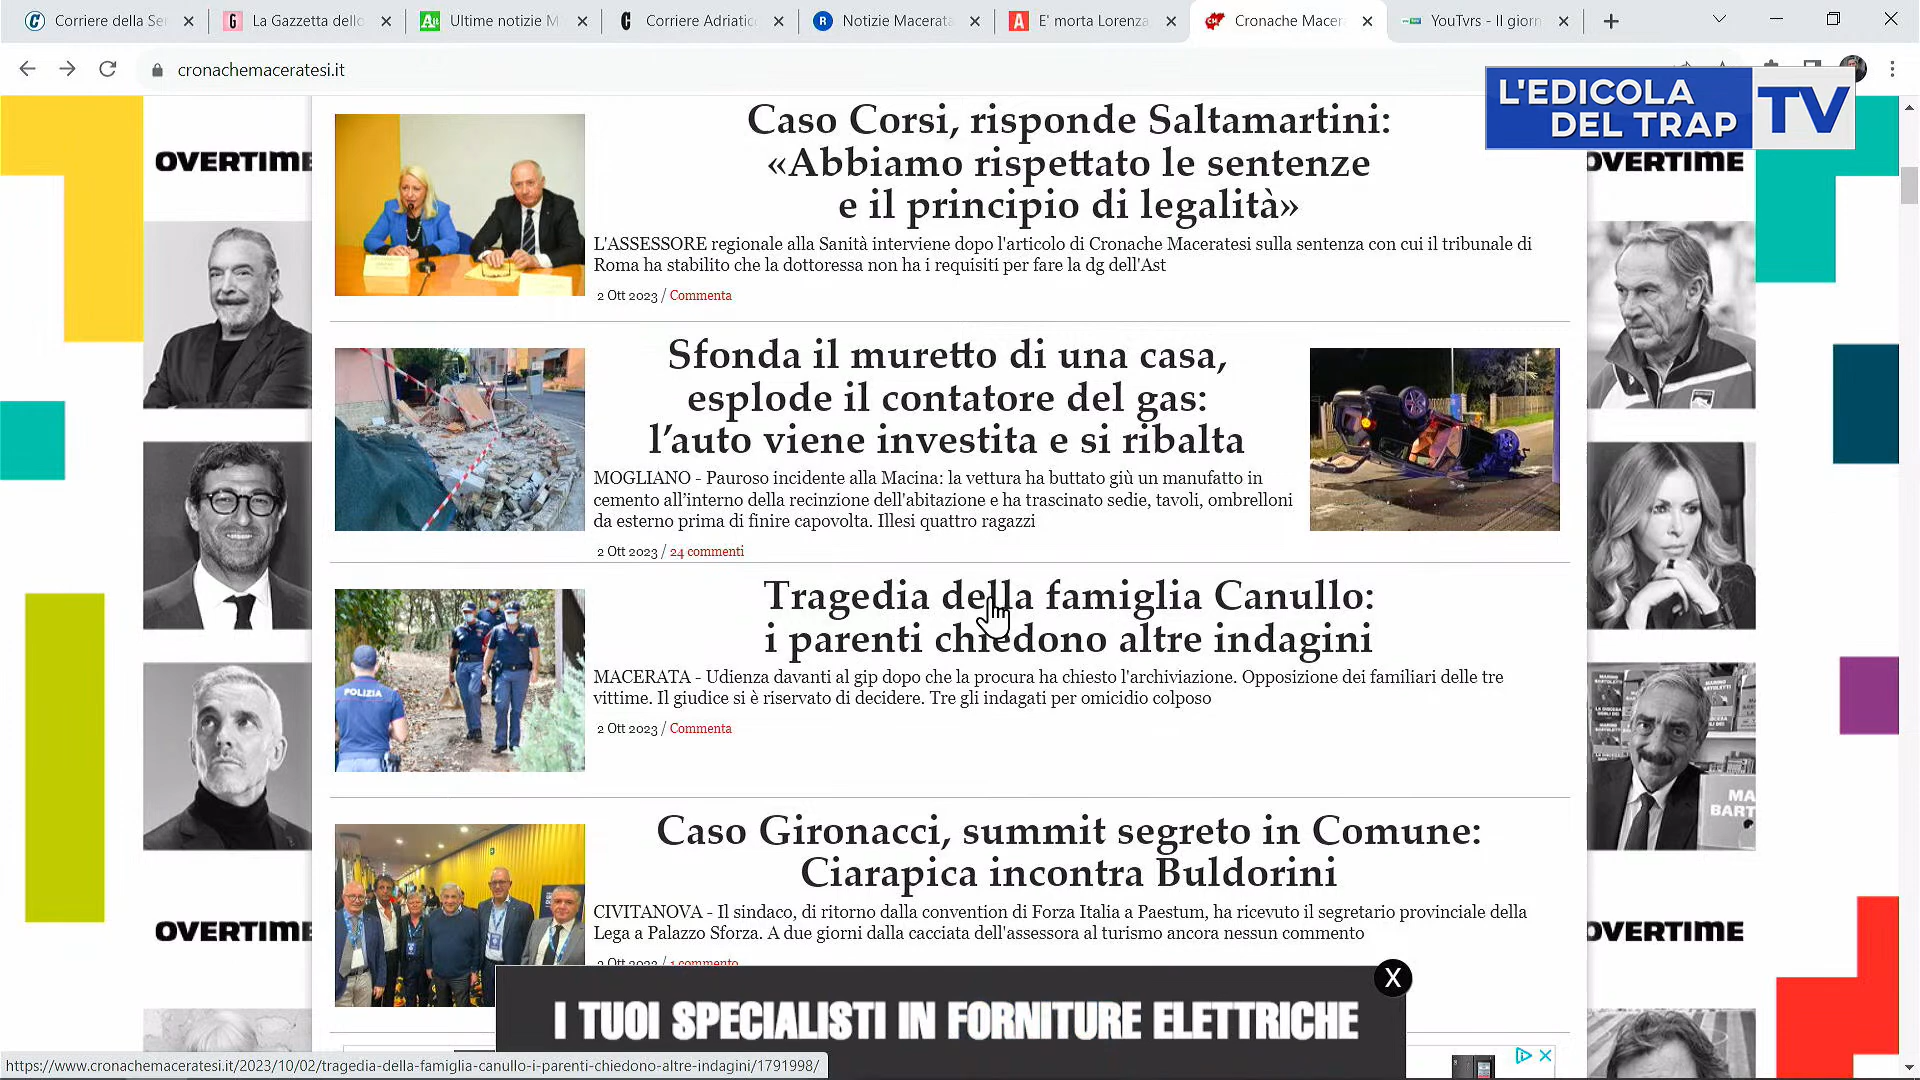 Corriere della Se
La Gazzetta dello
Ultime notizie M
Corriere Adriatic
Notizie Macerata
E' morta Lorenza
Cronache Macer
YouTvrs - Il giorn
cronachemaceratesi.it
L'EDICOLA
DEL TRAP
TV
OVERTIME
OVERTIME
Caso Corsi, risponde Saltamartini:
«Abbiamo rispettato le sentenze
e il principio di legalità»
L'ASSESSORE regionale alla Sanità interviene dopo l'articolo di Cronache Maceratesi sulla sentenza con cui il tribunale di
Roma ha stabilito che la dottoressa non ha i requisiti per fare la dg dell'Ast
2 Ott 2023 / Commenta
Sfonda il muretto di una casa,
esplode il contatore del gas:
l’auto viene investita e si ribalta
MOGLIANO - Pauroso incidente alla Macina: la vettura ha buttato giù un manufatto in
cemento all’interno della recinzione dell'abitazione e ha trascinato sedie, tavoli, ombrelloni
da esterno prima di finire capovolta. Illesi quattro ragazzi
2 Ott 2023 / 24 commenti
Tragedia della famiglia Canullo:
i parenti chiedono altre indagini
MACERATA - Udienza davanti al gip dopo che la procura ha chiesto l'archiviazione. Opposizione dei familiari delle tre
vittime. Il giudice si è riservato di decidere. Tre gli indagati per omicidio colposo
2 Ott 2023 / Commenta
POLIZIA
MA
BART
Caso Gironacci, summit segreto in Comune:
Ciarapica incontra Buldorini
CIVITANOVA - Il sindaco, di ritorno dalla convention di Forza Italia a Paestum, ha ricevuto il segretario provinciale della
Lega a Palazzo Sforza. A due giorni dalla cacciata dell'assessora al turismo ancora nessun commento
2 Ott 2023 / 1 commento
OVERTIME
OVERTIME
X
I TUOI SPECIALISTI IN FORNITURE ELETTRICHE
https://www.cronachemaceratesi.it/2023/10/02/tragedia-della-famiglia-canullo-i-parenti-chiedono-altre-indagini/1791998/